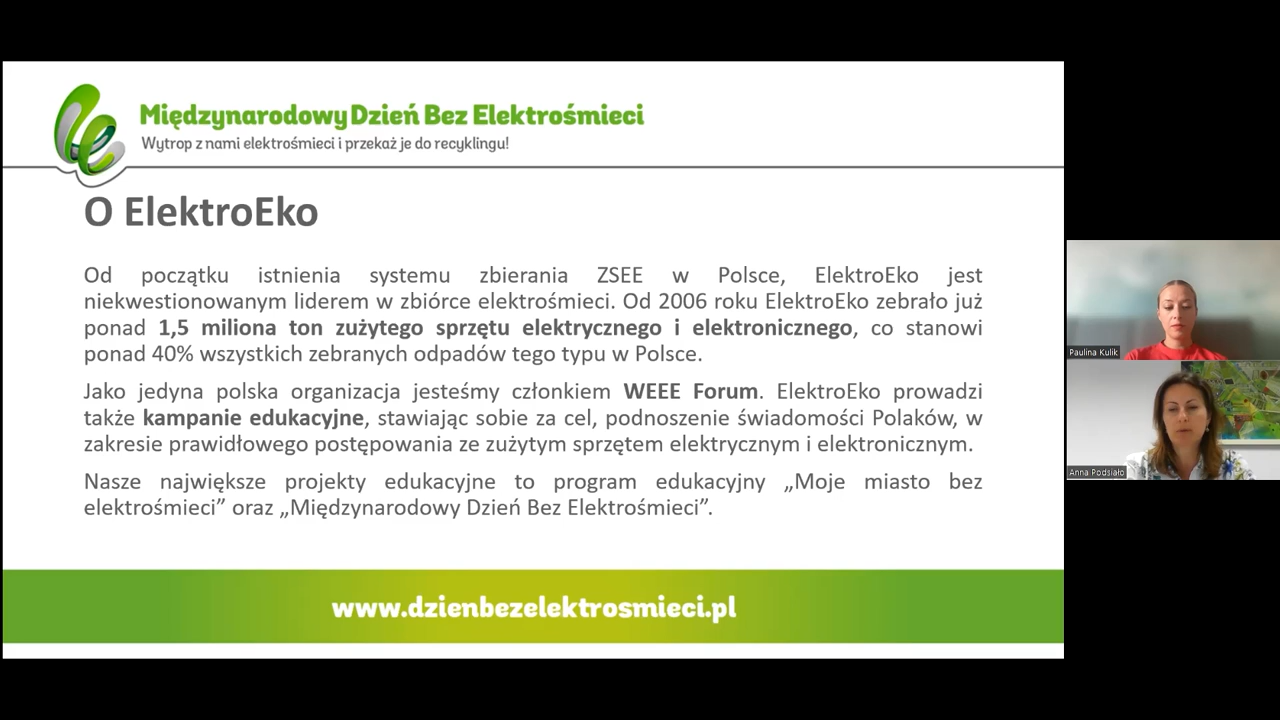 Międzynarodowy Dzień Bez Elektrośmieci
Wytrop z nami elektrośmieci i przekaż je do recyklingu!
O ElektroEko
Od początku istnienia systemu zbierania ZSEE w Polsce, ElektroEko jest
niekwestionowanym liderem w zbiórce elektrośmieci. Od 2006 roku ElektroEko zebrało już
ponad 1,5 miliona ton zużytego sprzętu elektrycznego i elektronicznego, co stanowi
ponad 40% wszystkich zebranych odpadów tego typu w Polsce.
Jako jedyna polska organizacja jesteśmy członkiem WEEE Forum. ElektroEko prowadzi
także kampanie edukacyjne, stawiając sobie za cel, podnoszenie świadomości Polaków, w
zakresie prawidłowego postępowania ze zużytym sprzętem elektrycznym i elektronicznym.
Nasze największe projekty edukacyjne to program edukacyjny „Moje miasto bez
elektrośmieci” oraz „Międzynarodowy Dzień Bez Elektrośmieci”.
www.dzienbezelektrosmieci.pl
Paulina Kulik
Anna Podsiało